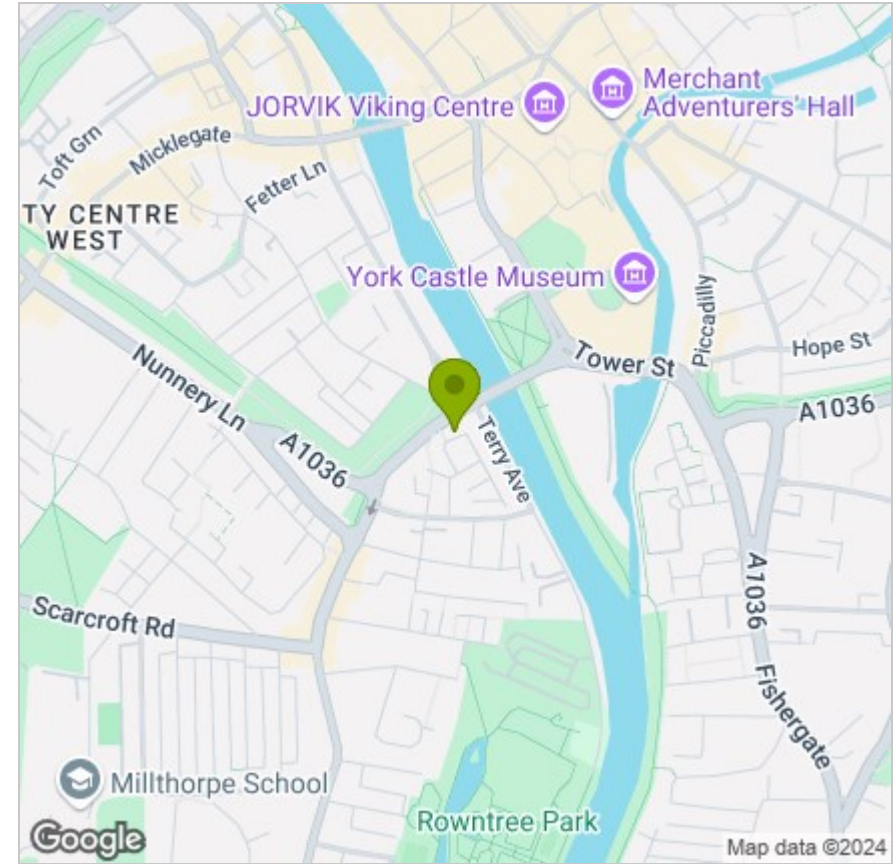 JORVIK Viking Centre
Merchant
Adventurers' Hall
Toft Grn
Micklegate
Fetter Ln
TY CENTRE
WEST
York Castle Museum
Piccadilly
Hope St
Tower St
Nunnery Ln
A1036
A1036
Terry Ave
A1036
Scarcroft Rd
Fishergate
Millthorpe School
Rowntree Park
Google
Map data ©2024